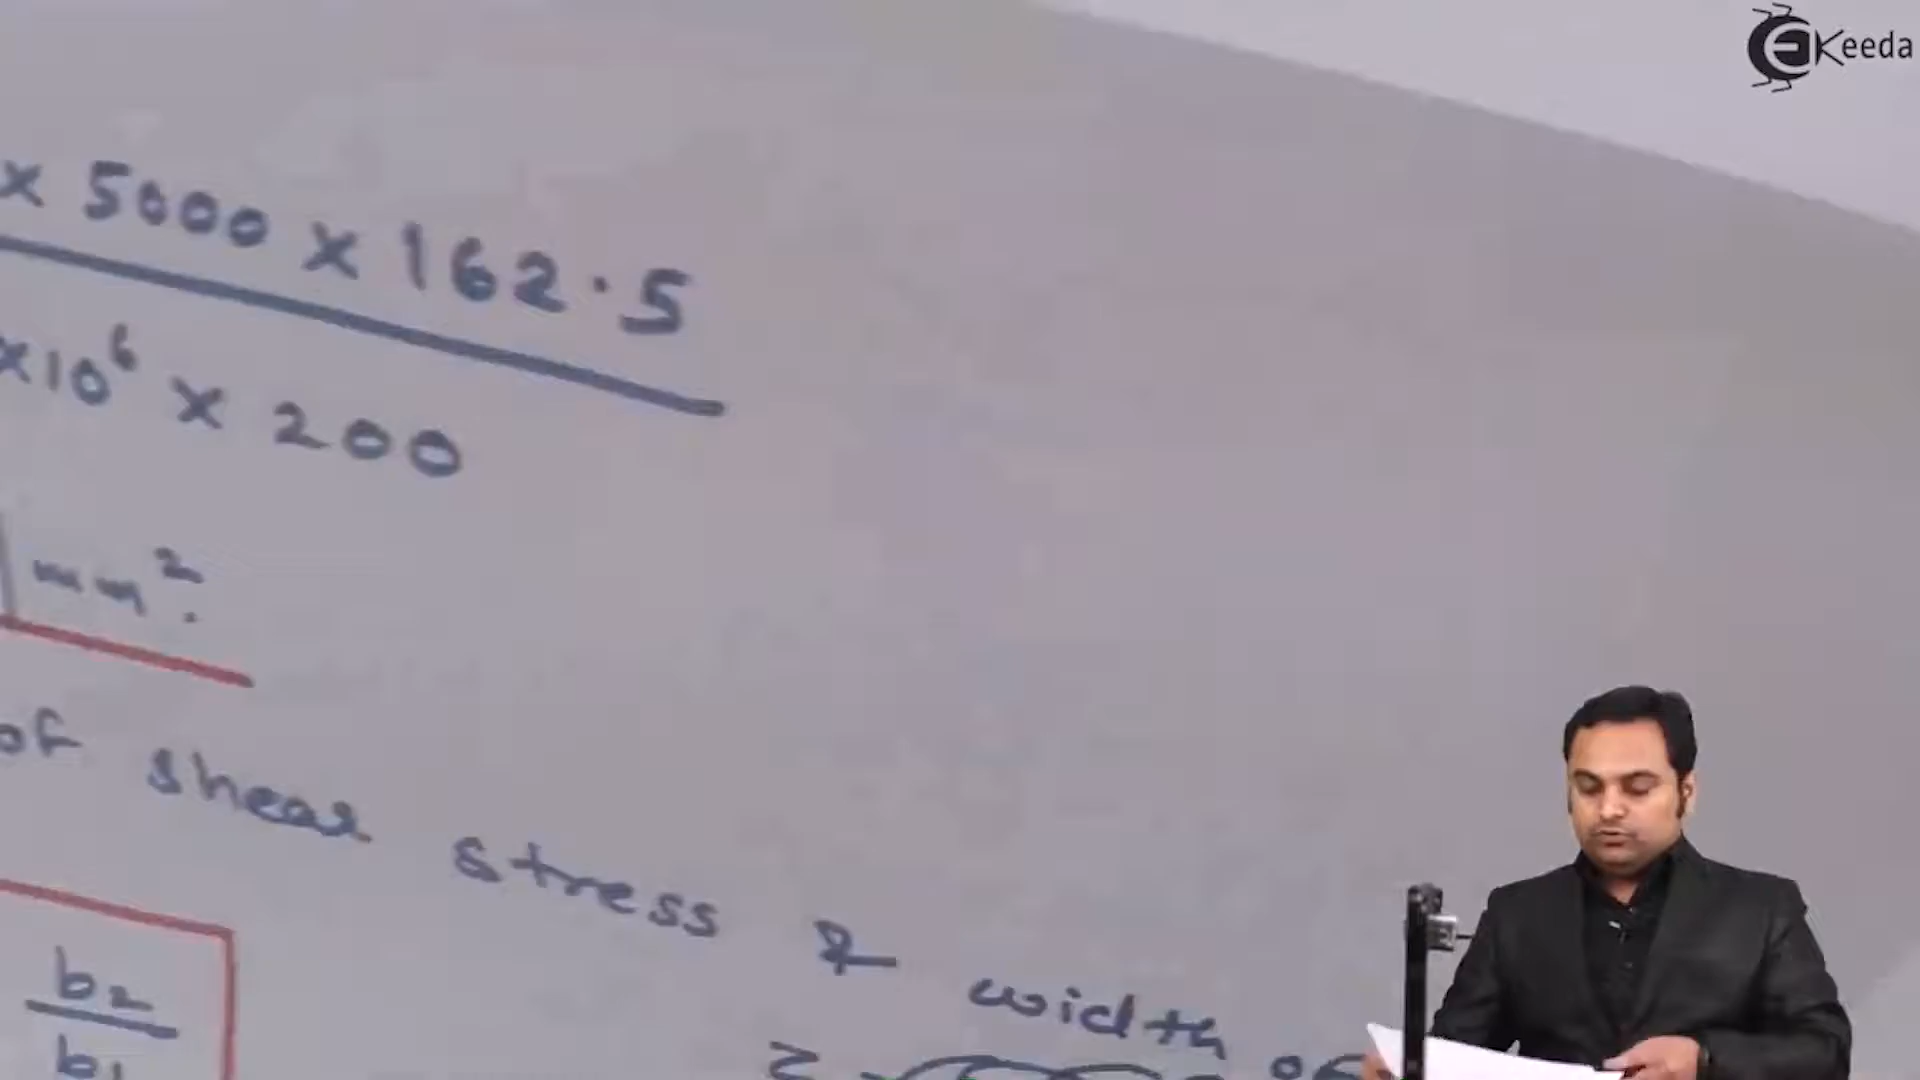 Keeda
x 5000 x 162.5
x10⁶ x 200
mm².
of shear stress & width
b₂
b₁